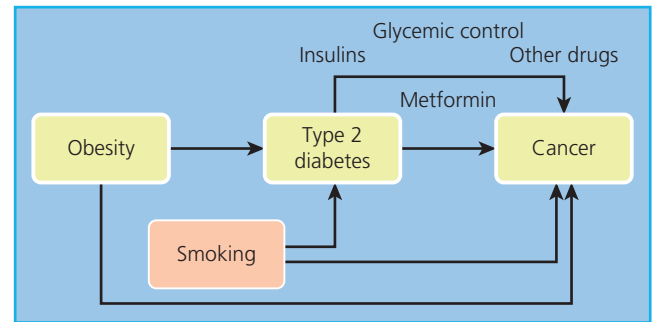 Glycemic control
Insulins Other drugs
Metformin
Obesity
Type 2
diabetes
Cancer
Smoking